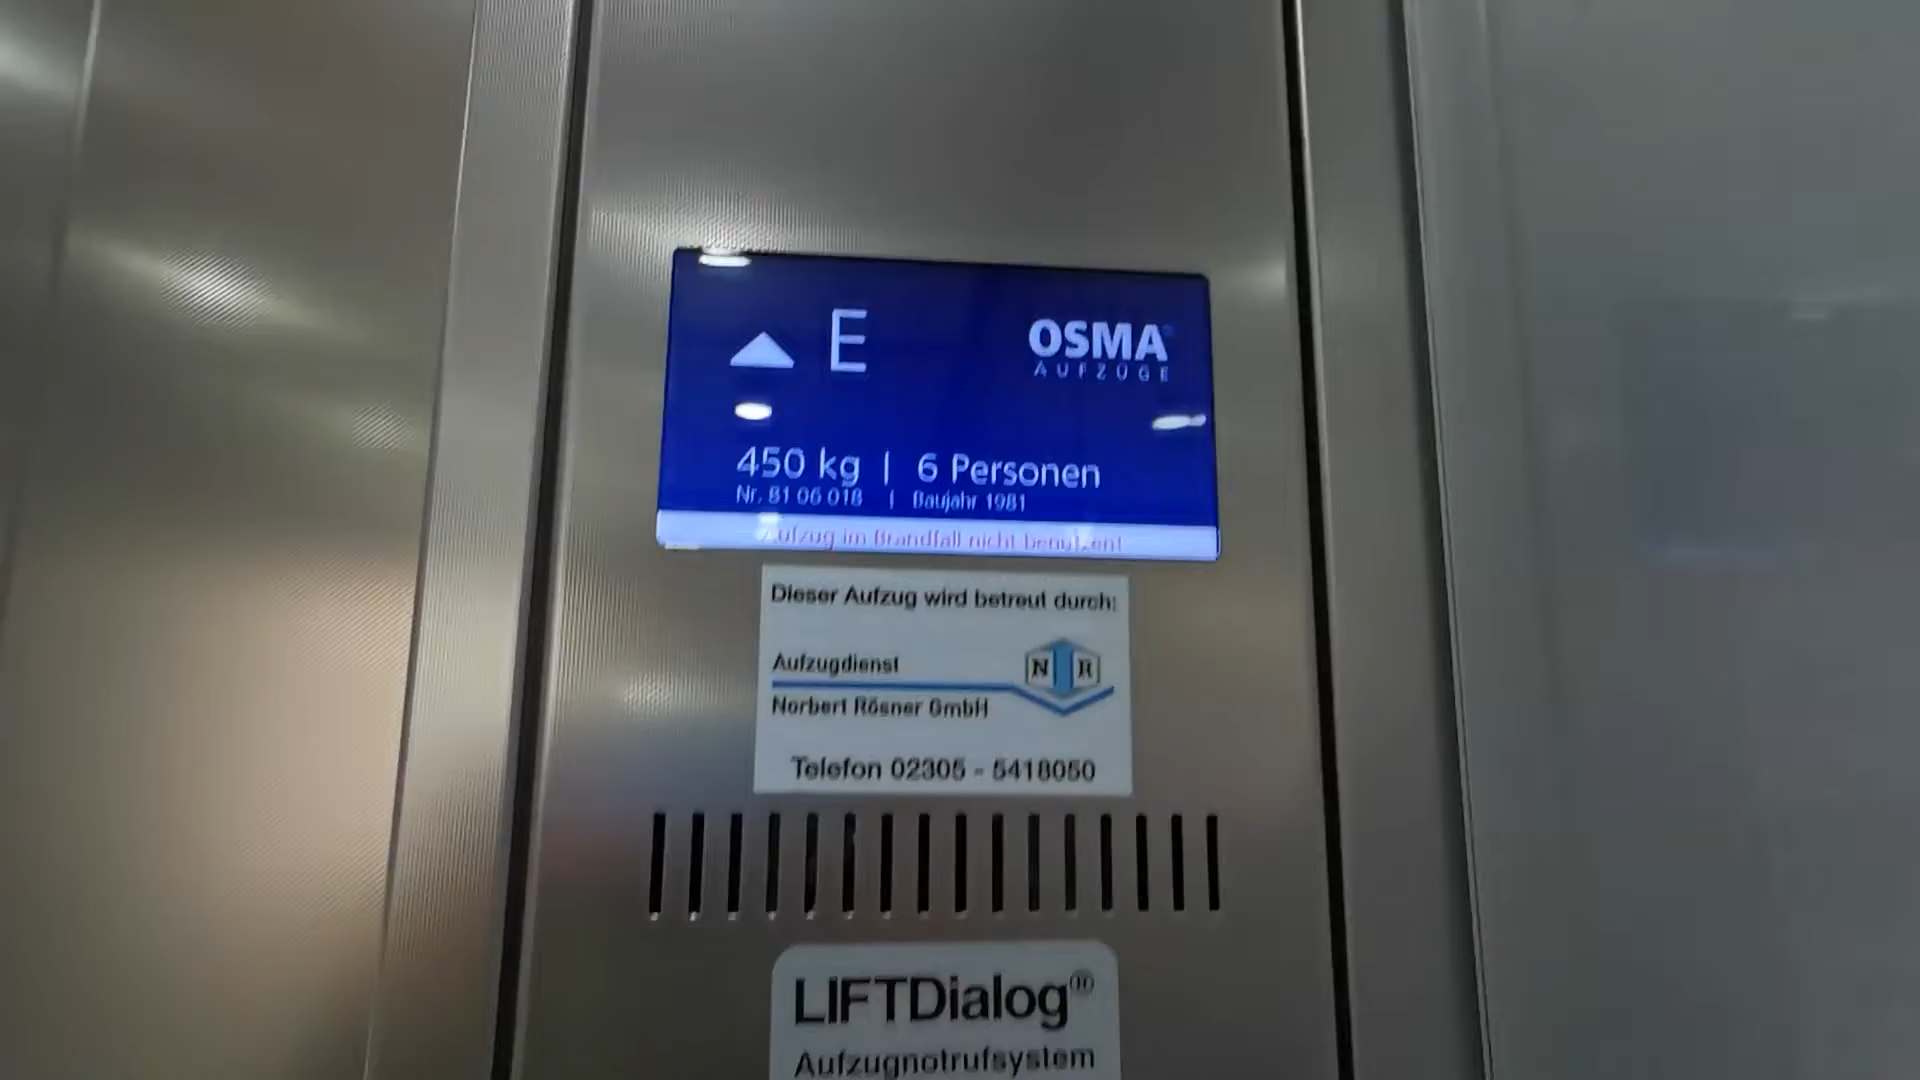 E
OSMA®
AUFZÜGE
450 kg | 6 Personen
Nr. 81 06 018 | Baujahr 1981
Aufzug im Brandfall nicht benutzen!
Dieser Aufzug wird betreut durch:
Aufzugdienst
N R
Norbert Rösner GmbH
Telefon 02305 - 5418050
LIFTDialog®
Aufzugnotrufsystem